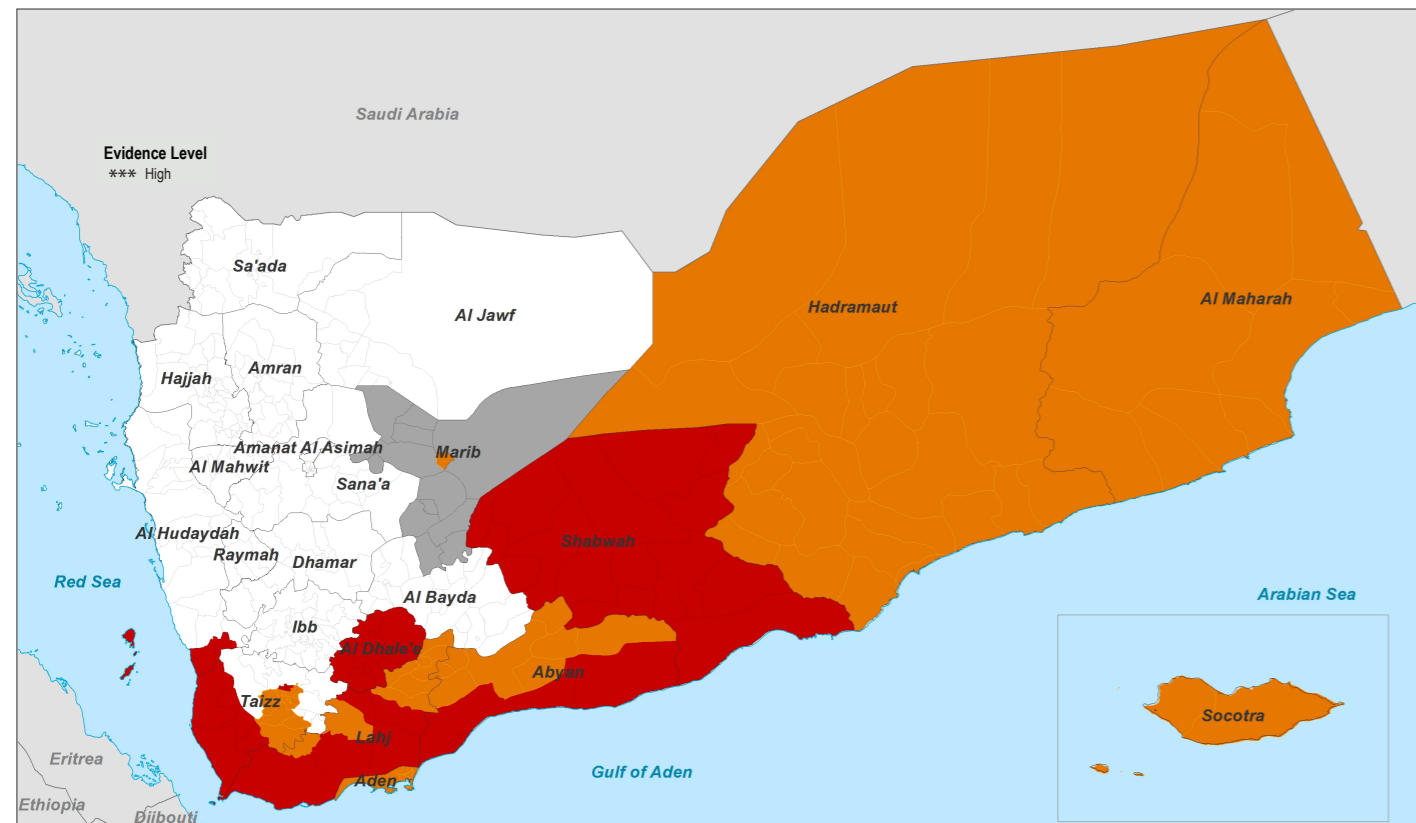 Saudi Arabia
Evidence Level
*** High
Sa'ada
Al Jawf
Hadramaut
Al Maharah
Hajjah
Amran
Amanat Al Asimah
Marib
Al Mahwit
Sana'a
Al Hudaydah
Raymah
Dhamar
Shabwah
Red Sea
Al Bayda
Arabian Sea
Ibb
Al Dhale'e
Abyan
Taizz
Socotra
Lahj
Eritrea
Gulf of Aden
Aden
Ethiopia
Djibouti